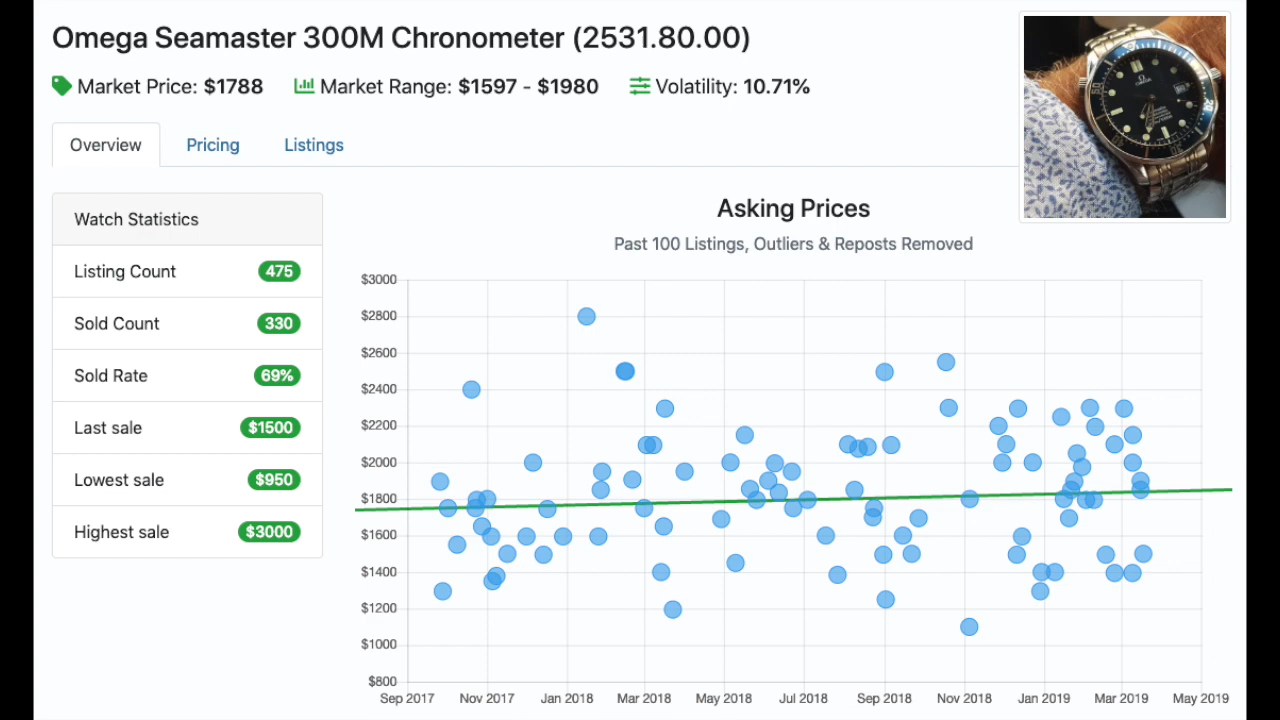 Omega Seamaster 300M Chronometer (2531.80.00)
Market Price: $1788 Market Range: $1597 - $1980 Volatility: 10.71%
Overview Pricing Listings
Watch Statistics
Listing Count 475
Sold Count 330
Sold Rate 69%
Last sale $1500
Lowest sale $950
Highest sale $3000
Asking Prices
Past 100 Listings, Outliers & Reposts Removed
$3000
$2800
$2600
$2400
$2200
$2000
$1800
$1600
$1400
$1200
$1000
$800
Sep 2017 Nov 2017 Jan 2018 Mar 2018 May 2018 Jul 2018 Sep 2018 Nov 2018 Jan 2019 Mar 2019 May 2019